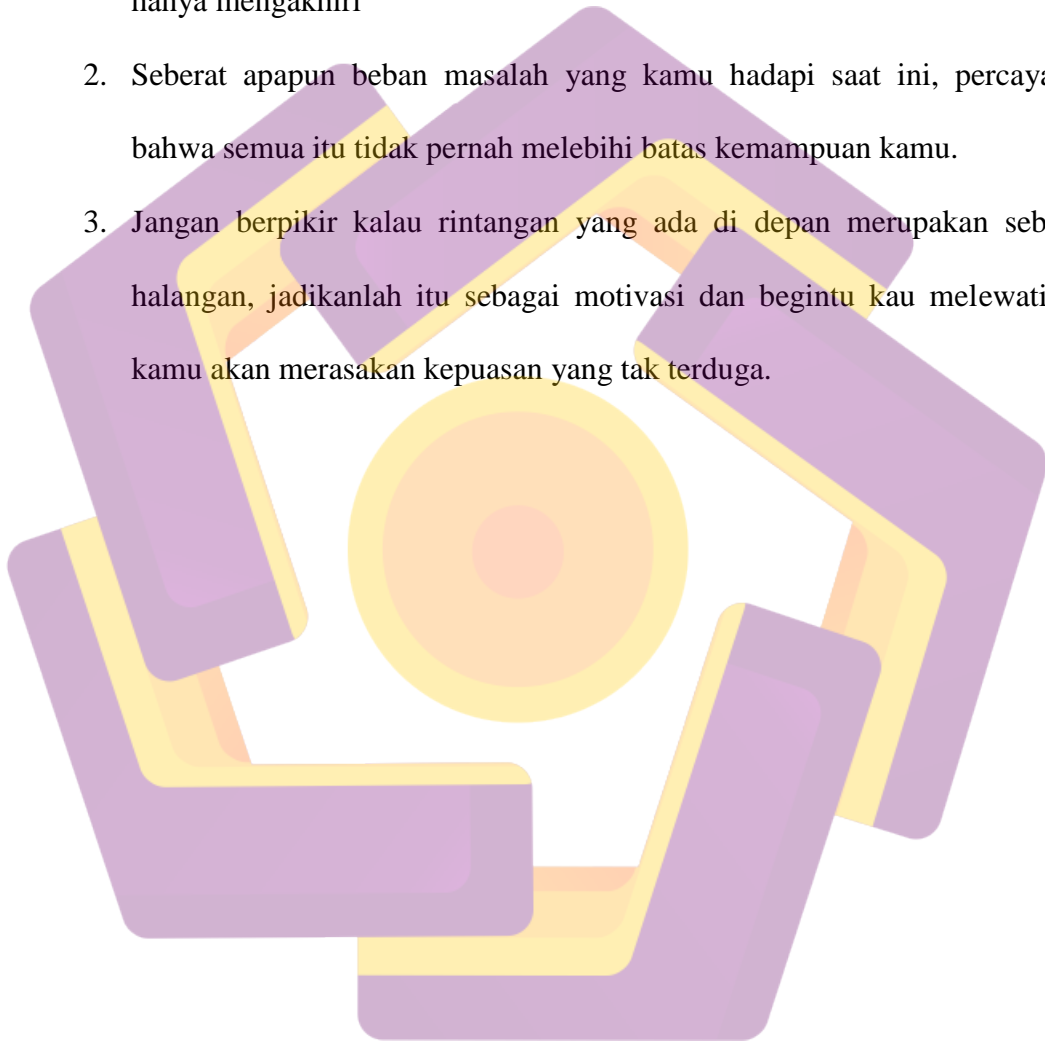 hanya mengakhiri
2. Seberat apapun beban masalah yang kamu hadapi saat ini, percaya
bahwa semua itu tidak pernah melebihi batas kemampuan kamu.
3. Jangan berpikir kalau rintangan yang ada di depan merupakan seb
halangan, jadikanlah itu sebagai motivasi dan begintu kau melewati
kamu akan merasakan kepuasan yang tak terduga.